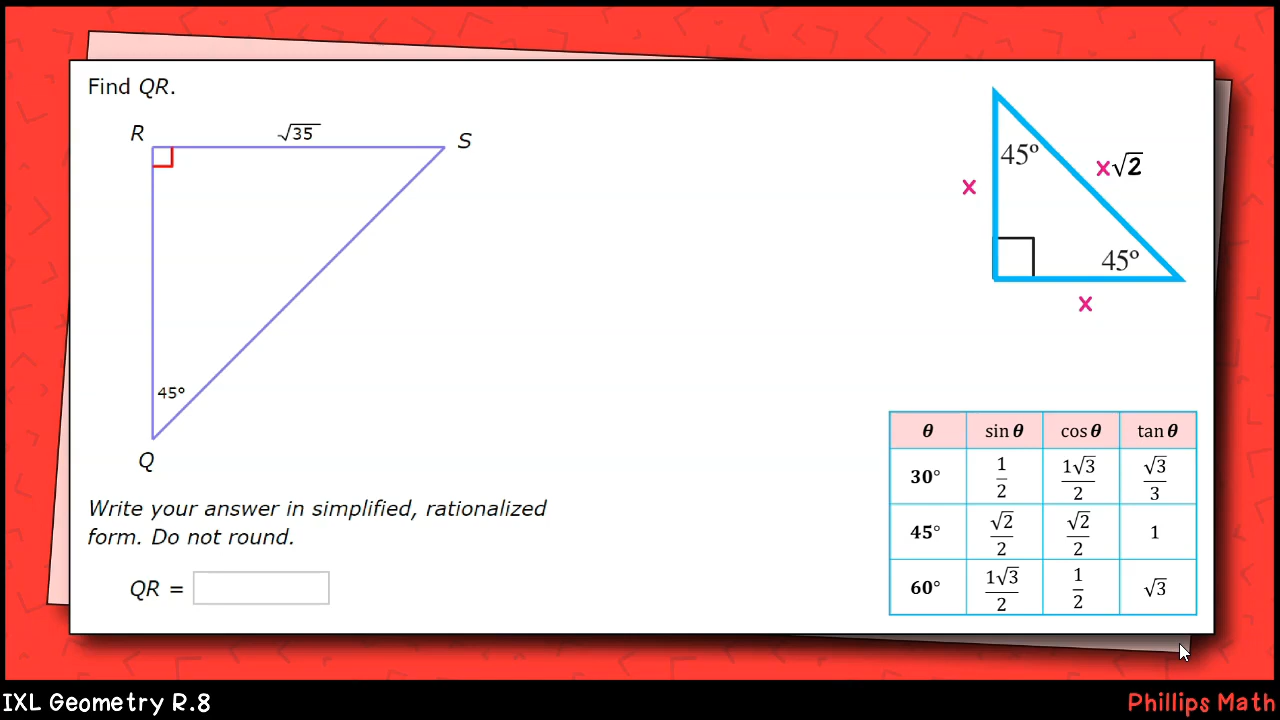 Find QR.
R
√35
S
45°
Q
Write your answer in simplified, rationalized
form. Do not round.
QR =
45º
x√2
x
45º
x
θ sin θ cos θ tan θ
30° 1/2 1√3/2 √3/3
45° √2/2 √2/2 1
60° 1√3/2 1/2 √3
IXL Geometry R.8
Phillips Math